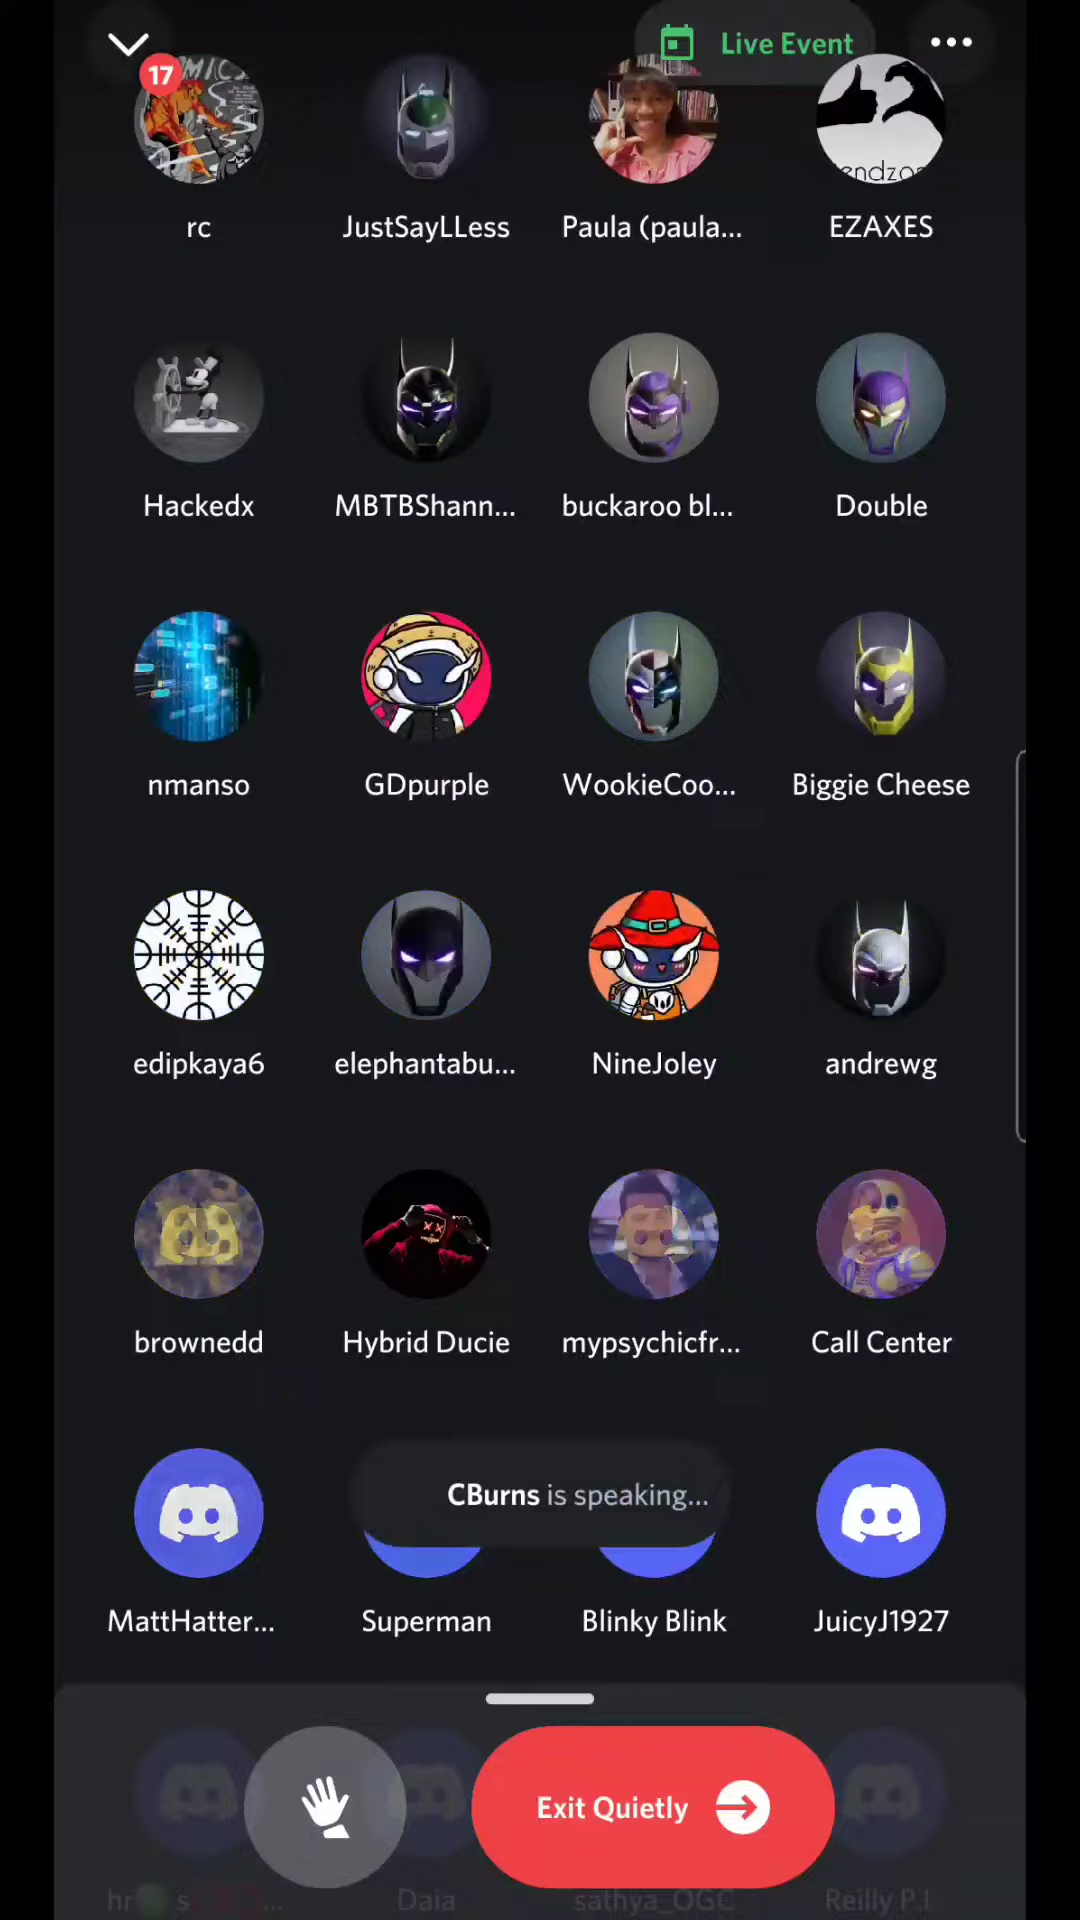 Live Event
17
MICS
endzo
rc
JustSayLLess
Paula (paula...
EZAXES
Hackedx
MBTBShann...
buckaroo bl...
Double
nmanso
GDpurple
WookieCoo...
Biggie Cheese
edipkaya6
elephantabu...
NineJoley
andrewg
brownedd
Hybrid Ducie
mypsychicfr...
Call Center
CBurns is speaking...
MattHatter...
Superman
Blinky Blink
JuicyJ1927
Exit Quietly
Daia
sathya_OGC
Reilly P.I